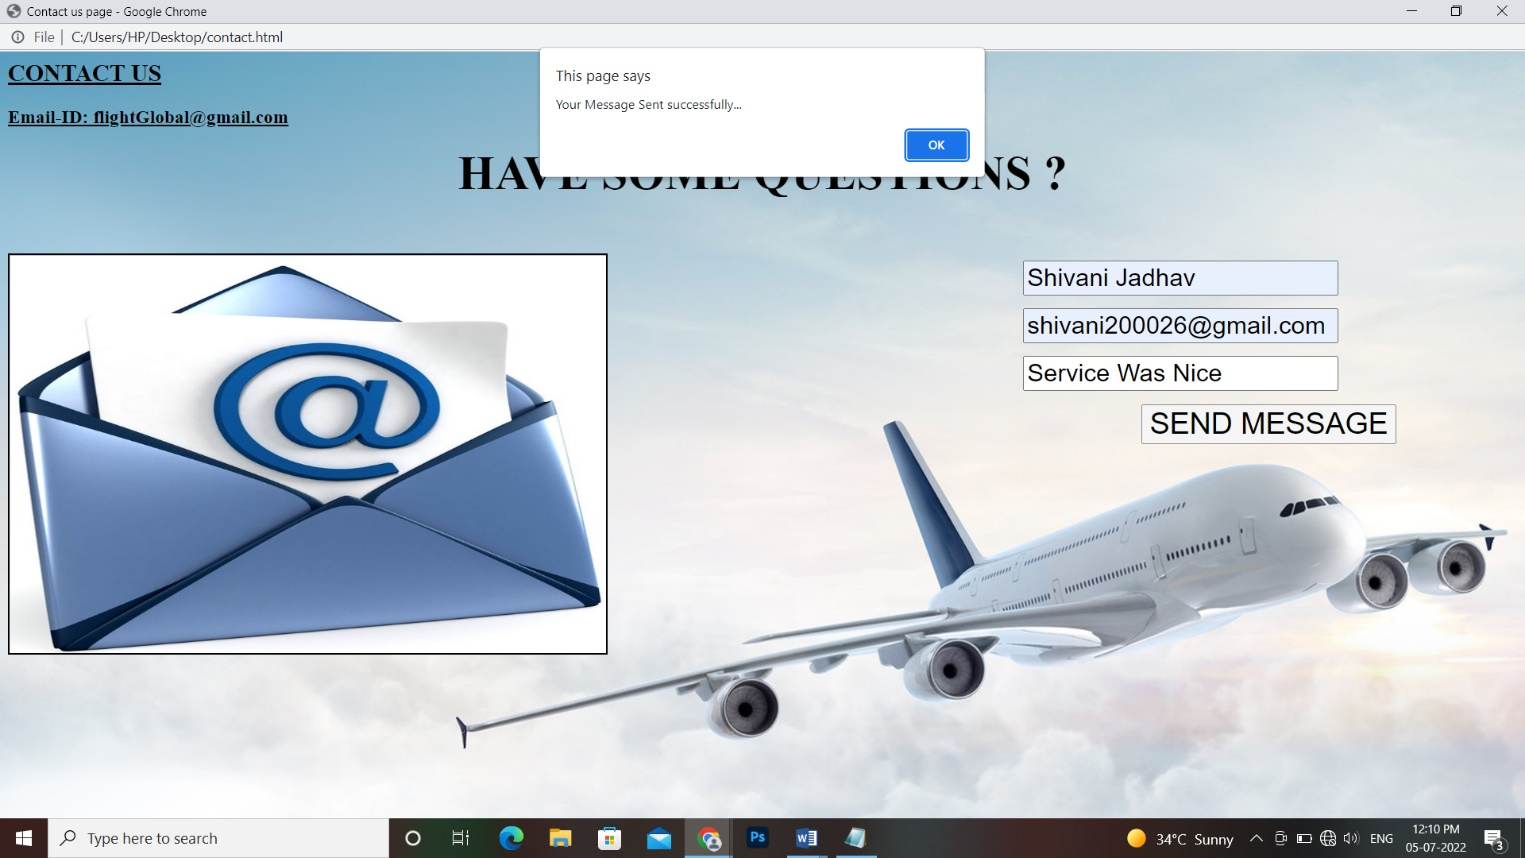 Contact us page - Google Chrome
File | C:/Users/HP/Desktop/contact.html
CONTACT US
This page says
Your Message Sent successfully...
Email-ID: flightGlobal@gmail.com
OK
HAVE SOME QUESTIONS ?
Shivani Jadhav
shivani200026@gmail.com
Service Was Nice
SEND MESSAGE
@
Type here to search
Ps
W
34°C Sunny
ENG
12:10 PM
05-07-2022
3